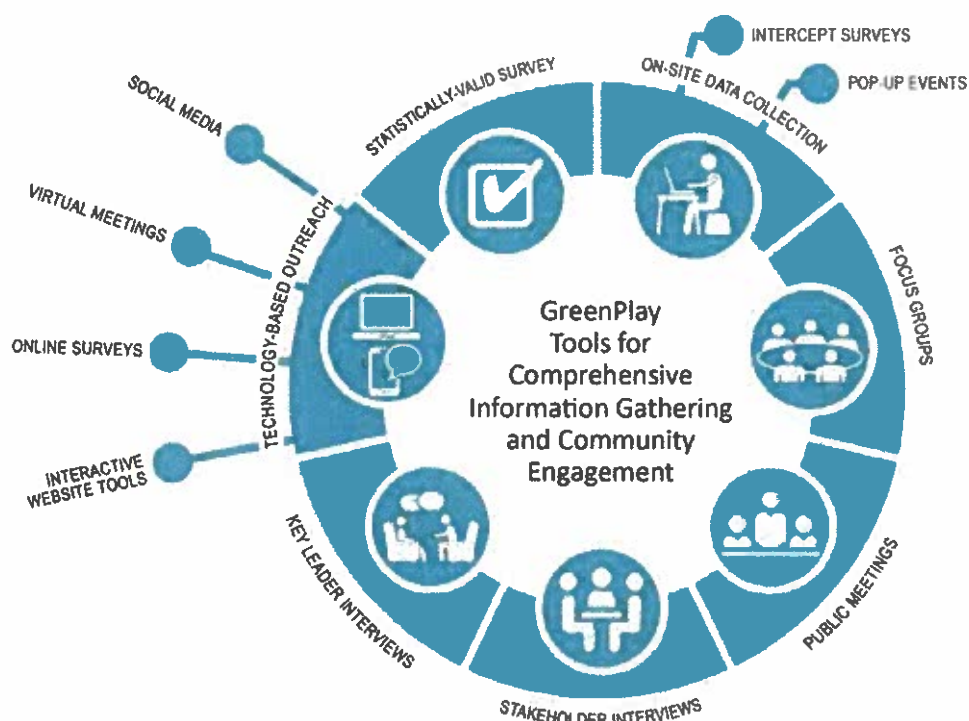 INTERCEPT SURVEYS
ON-SITE DATA COLLECTION
POP-UP EVENTS
STATISTICALLY-VALID SURVEY
SOCIAL MEDIA
VIRTUAL MEETINGS
TECHNOLOGY-BASED OUTREACH
ONLINE SURVEYS
INTERACTIVE
WEBSITE TOOLS
FOCUS GROUPS
GreenPlay
Tools for
Comprehensive
Information Gathering
and Community
Engagement
KEY LEADER INTERVIEWS
PUBLIC MEETINGS
STAKEHOLDER INTERVIEWS